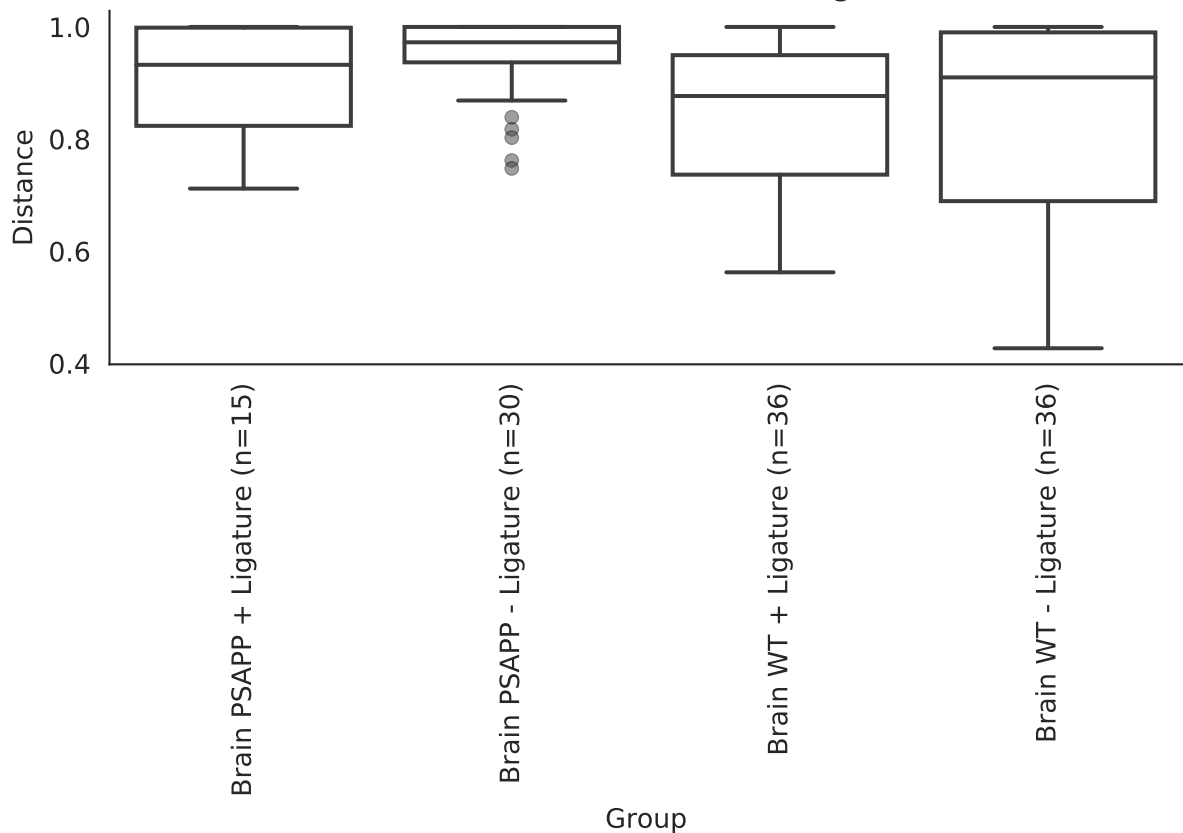 1.0
0.8
0.6
0.4
Distance
Brain PSAPP + Ligature (n=15)
Brain PSAPP - Ligature (n=30)
Brain WT + Ligature (n=36)
Brain WT - Ligature (n=36)
Group